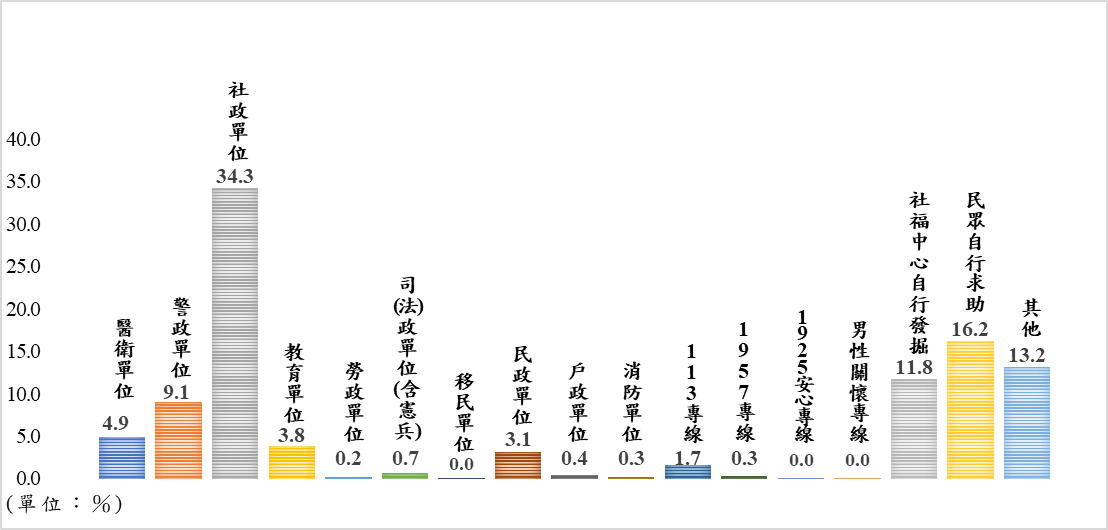 40.0
35.0
30.0
25.0
20.0
15.0
10.0
5.0
0.0
(單位：%)
醫衛單位
4.9
警政單位
9.1
社政單位
34.3
教育單位
3.8
勞政單位
0.2
司(法)政單位(含憲兵)
0.7
移民單位
0.0
民政單位
3.1
戶政單位
0.4
消防單位
0.3
113專線
1.7
1957專線
0.3
1925安心專線
0.0
男性關懷專線
0.0
社福中心自行發掘
11.8
民眾自行求助
16.2
其他
13.2